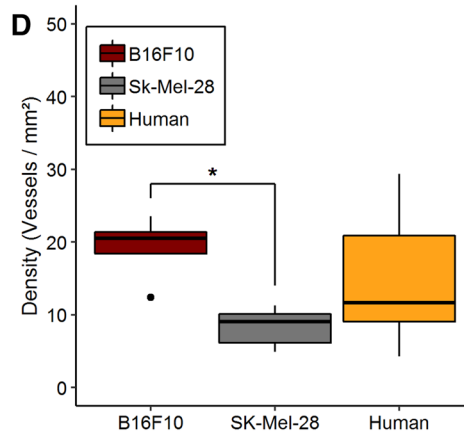 D
B16F10
Sk-Mel-28
Human
Density (Vessels / mm²)
50
40
30
20
10
0
*
B16F10
SK-Mel-28
Human